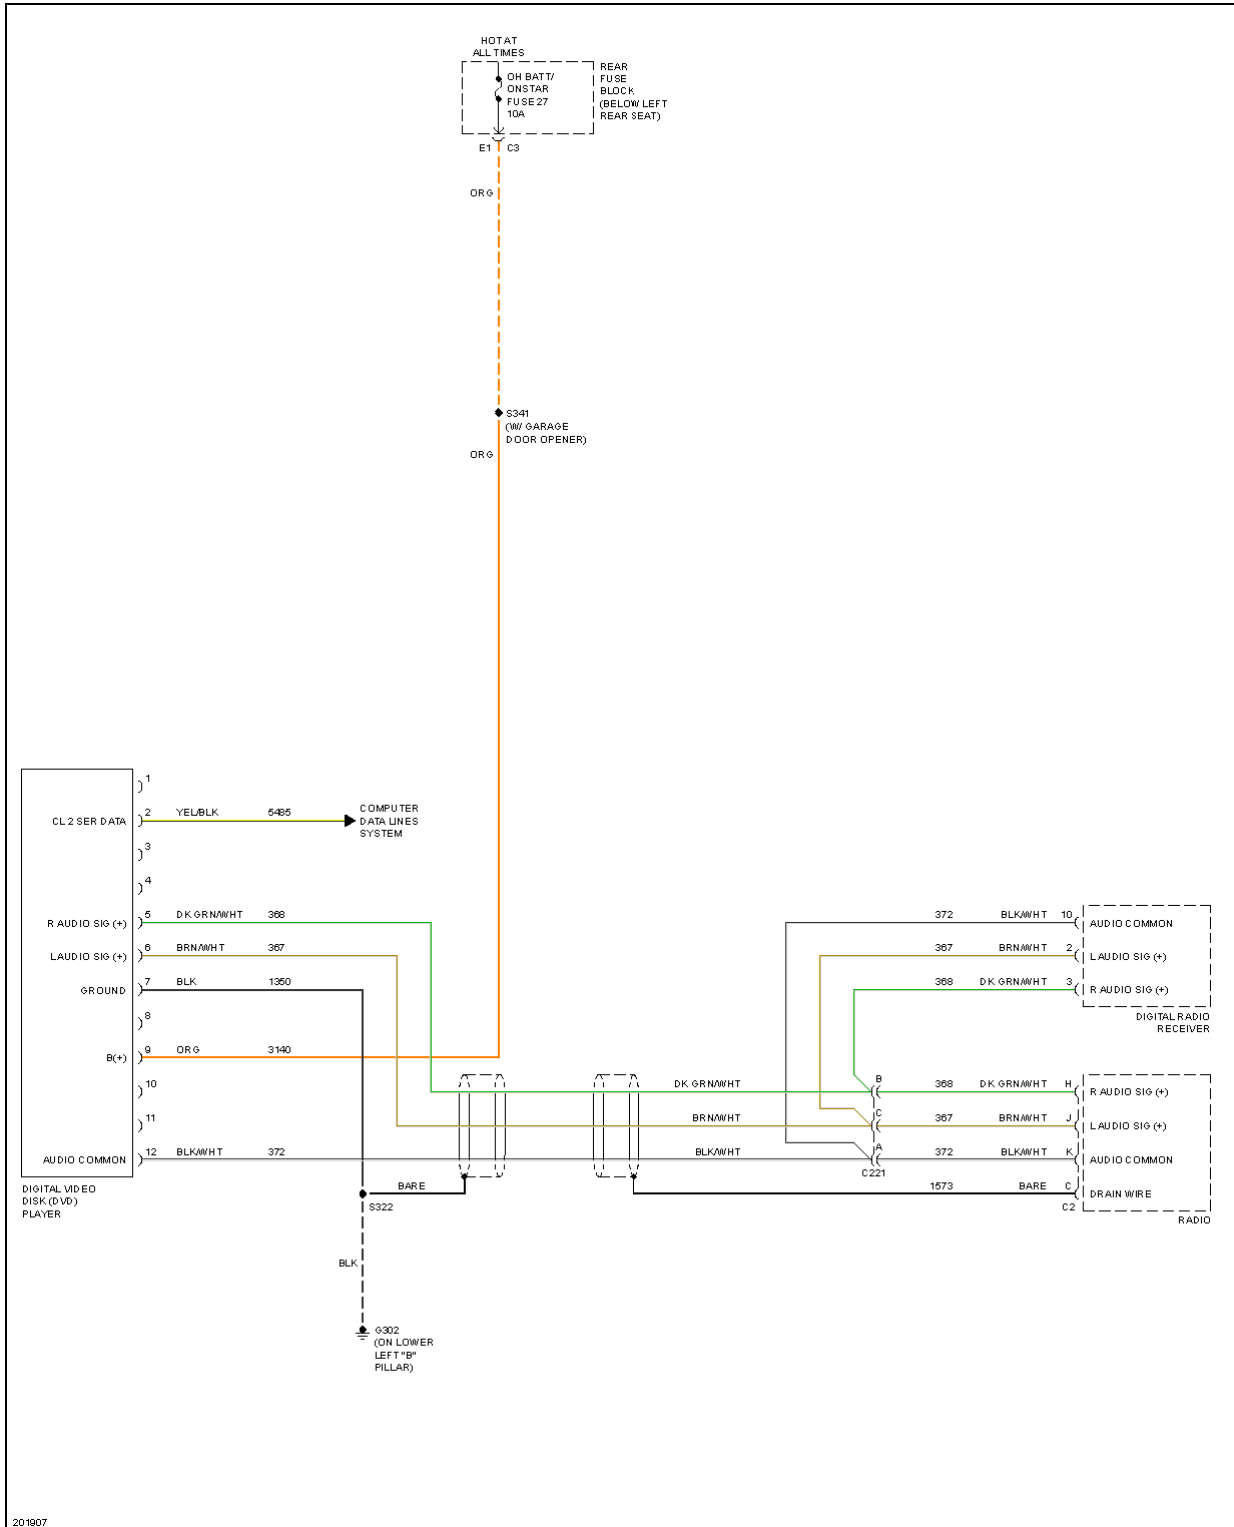 HOT AT
ALL TIMES
OH BATT/
ONSTAR
FUSE 27
10A
REAR
FUSE
BLOCK
(BELOW LEFT
REAR SEAT)
E1 C3
ORG
S341
(W/ GARAGE
DOOR OPENER)
ORG
1
CL 2 SER DATA 2 YEL/BLK 5485
COMPUTER
DATA LINES
SYSTEM
3
4
R AUDIO SIG (+) 5 DK GRN/WHT 368
L AUDIO SIG (+) 6 BRN/WHT 367
GROUND 7 BLK 1350
8
B(+) 9 ORG 3140
10
11
AUDIO COMMON 12 BLK/WHT 372
DIGITAL VIDEO
DISK (DVD)
PLAYER
372 BLK/WHT 10 AUDIO COMMON
367 BRN/WHT 2 L AUDIO SIG (+)
368 DK GRN/WHT 3 R AUDIO SIG (+)
DIGITAL RADIO
RECEIVER
DK GRN/WHT B 368 DK GRN/WHT H R AUDIO SIG (+)
BRN/WHT C 367 BRN/WHT J L AUDIO SIG (+)
BLK/WHT A 372 BLK/WHT K AUDIO COMMON
C221
BARE
1573 BARE C DRAIN WIRE
C2
RADIO
S322
BLK
G302
(ON LOWER
LEFT "B"
PILLAR)
201907